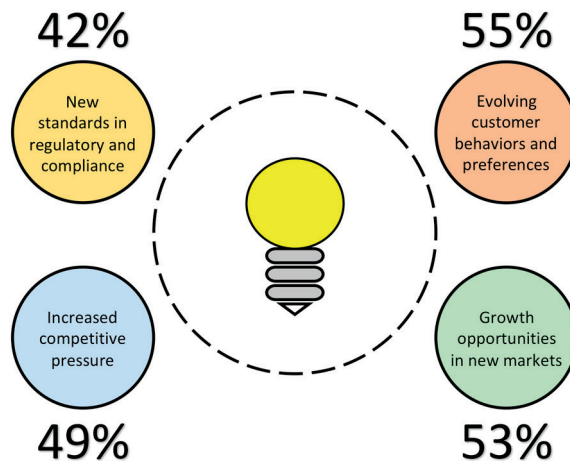 42%
New
standards in
regulatory and
compliance
55%
Evolving
customer
behaviors and
preferences
Increased
competitive
pressure
49%
Growth
opportunities
in new markets
53%